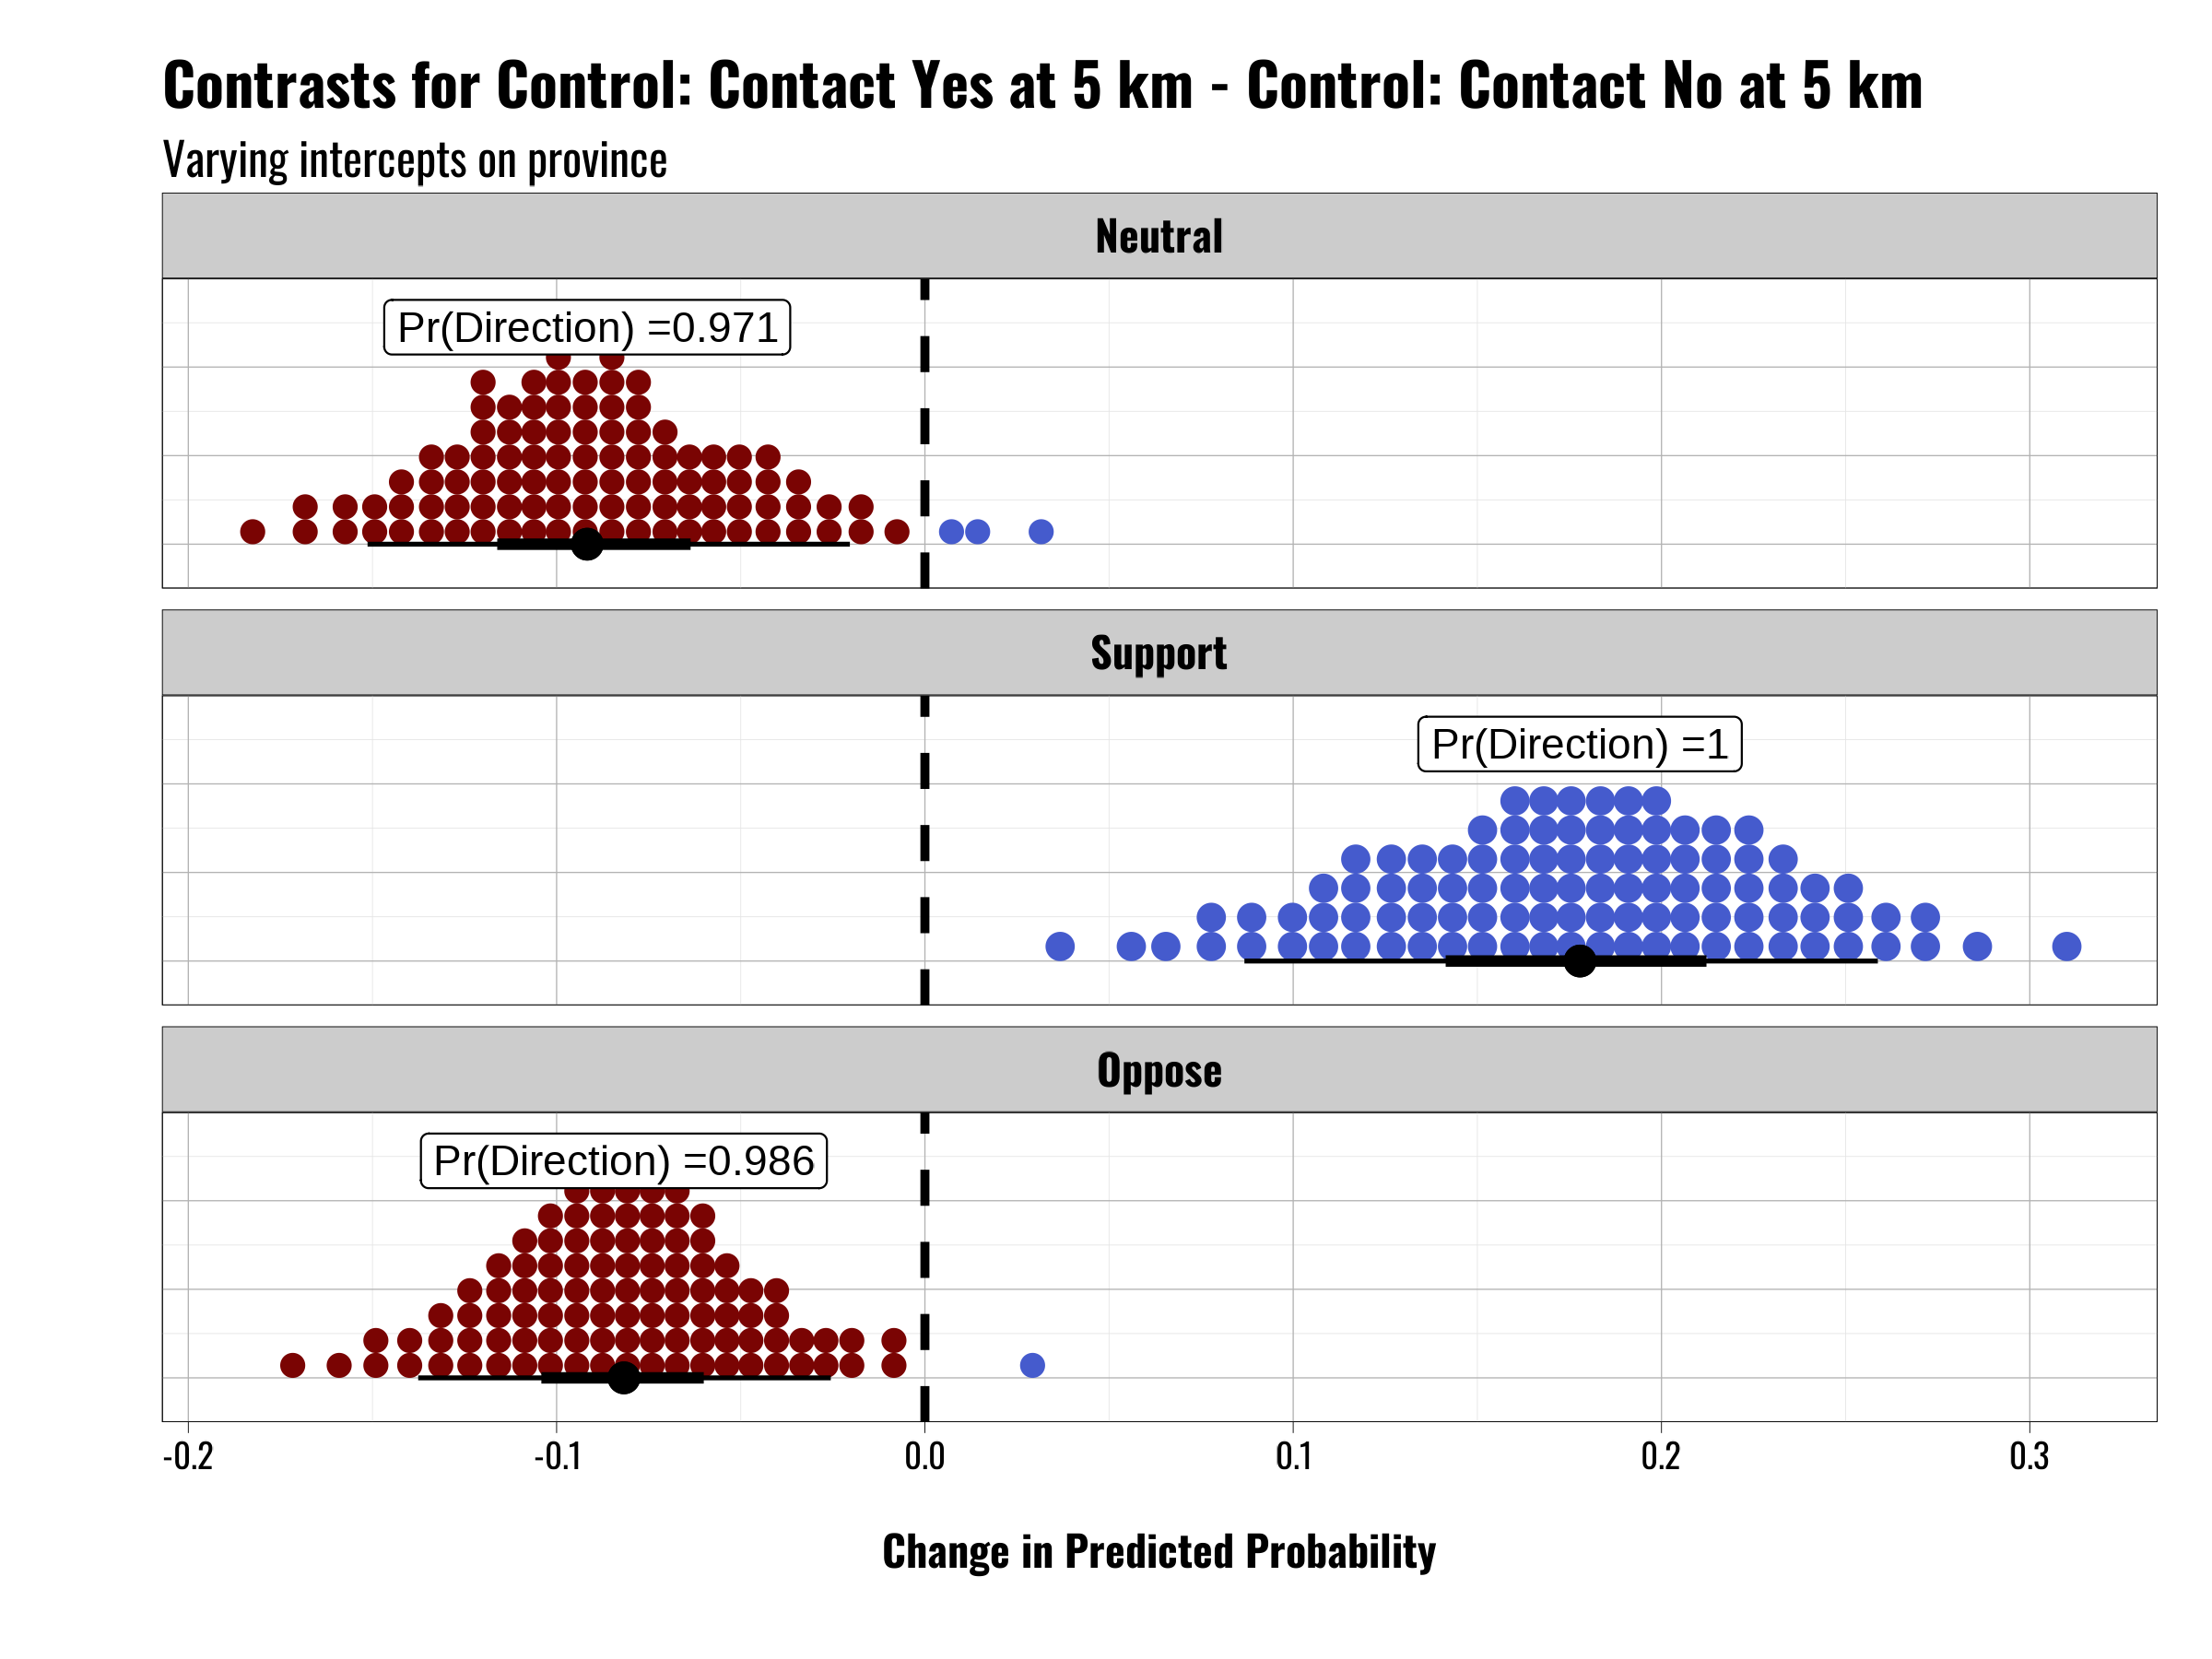 Contrasts for Control: Contact Yes at 5 km - Control: Contact No at 5 km
Varying intercepts on province
Neutral
Pr(Direction) =0.971
Support
Pr(Direction) =1
Oppose
Pr(Direction) =0.986
-0.2 -0.1 0.0 0.1 0.2 0.3
Change in Predicted Probability